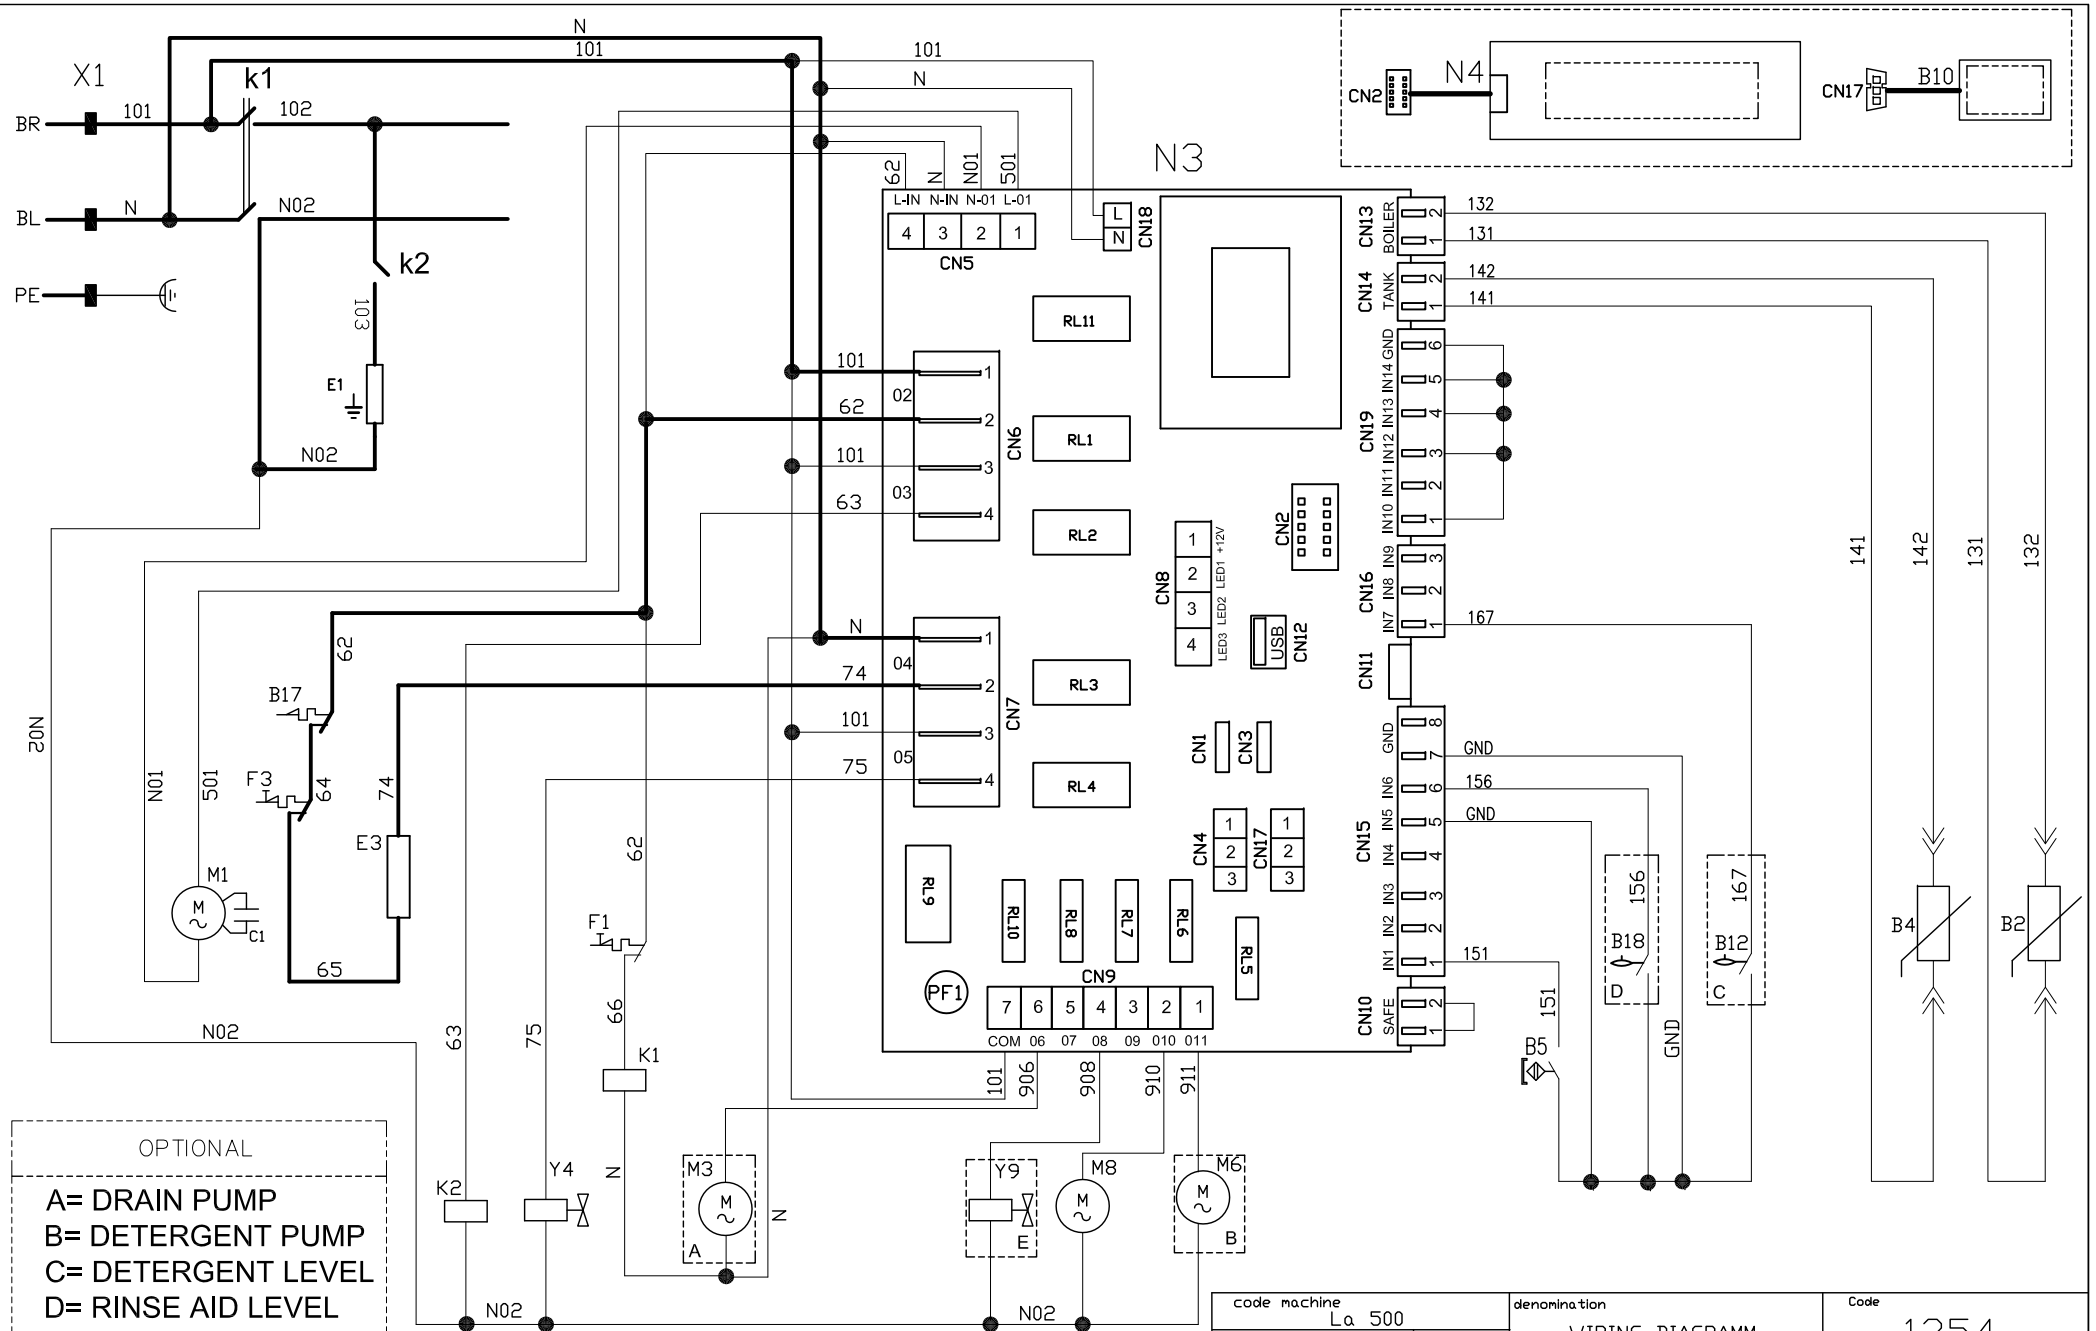 X1
k1
BR
101
102
BL
N
N02
PE
k2
103
E1
N02
N
101
101
N
62
N
N01
501
L-IN N-IN N-01 L-01
4 3 2 1
CN5
L
N
CN18
N3
CN2
N4
CN17
B10
RL11
RL1
RL2
RL3
RL4
101
02
62
101
03
63
1
2
3
4
CN6
N
04
74
101
05
75
1
2
3
4
CN7
CN8
1
2
3
4
LED3 LED2 LED1 +12V
CN2
USB
CN12
CN1
CN3
CN4
1
2
3
CN17
1
2
3
RL9
RL10
RL8
RL7
RL6
RL5
PF1
CN9
7 6 5 4 3 2 1
COM 06 07 08 09 010 011
101
906
908
910
911
CN13
BOILER
2
1
132
131
CN14
TANK
2
1
142
141
CN19
IN10 IN11 IN12 IN13 IN14 GND
6
5
4
3
2
1
CN16
IN7 IN8 IN9
3
2
1
167
CN11
CN15
IN1 IN2 IN3 IN4 IN5 IN6 GND
8
7
6
5
4
3
2
1
GND
156
GND
151
CN10
SAFE
2
1
141
142
131
132
B4
B2
156
B18
D
167
B12
C
151
B5
GND
N02
N01
501
M1
M
C1
62
B17
64
F3
74
E3
65
62
F1
66
K1
N
N02
63
75
K2
Y4
M3
M
A
N
Y9
E
M8
M
M6
M
B
N02
N02
OPTIONAL
A= DRAIN PUMP
B= DETERGENT PUMP
C= DETERGENT LEVEL
D= RINSE AID LEVEL
code machine
La 500
denomination
WIRING DIAGRAMM
Code
1254